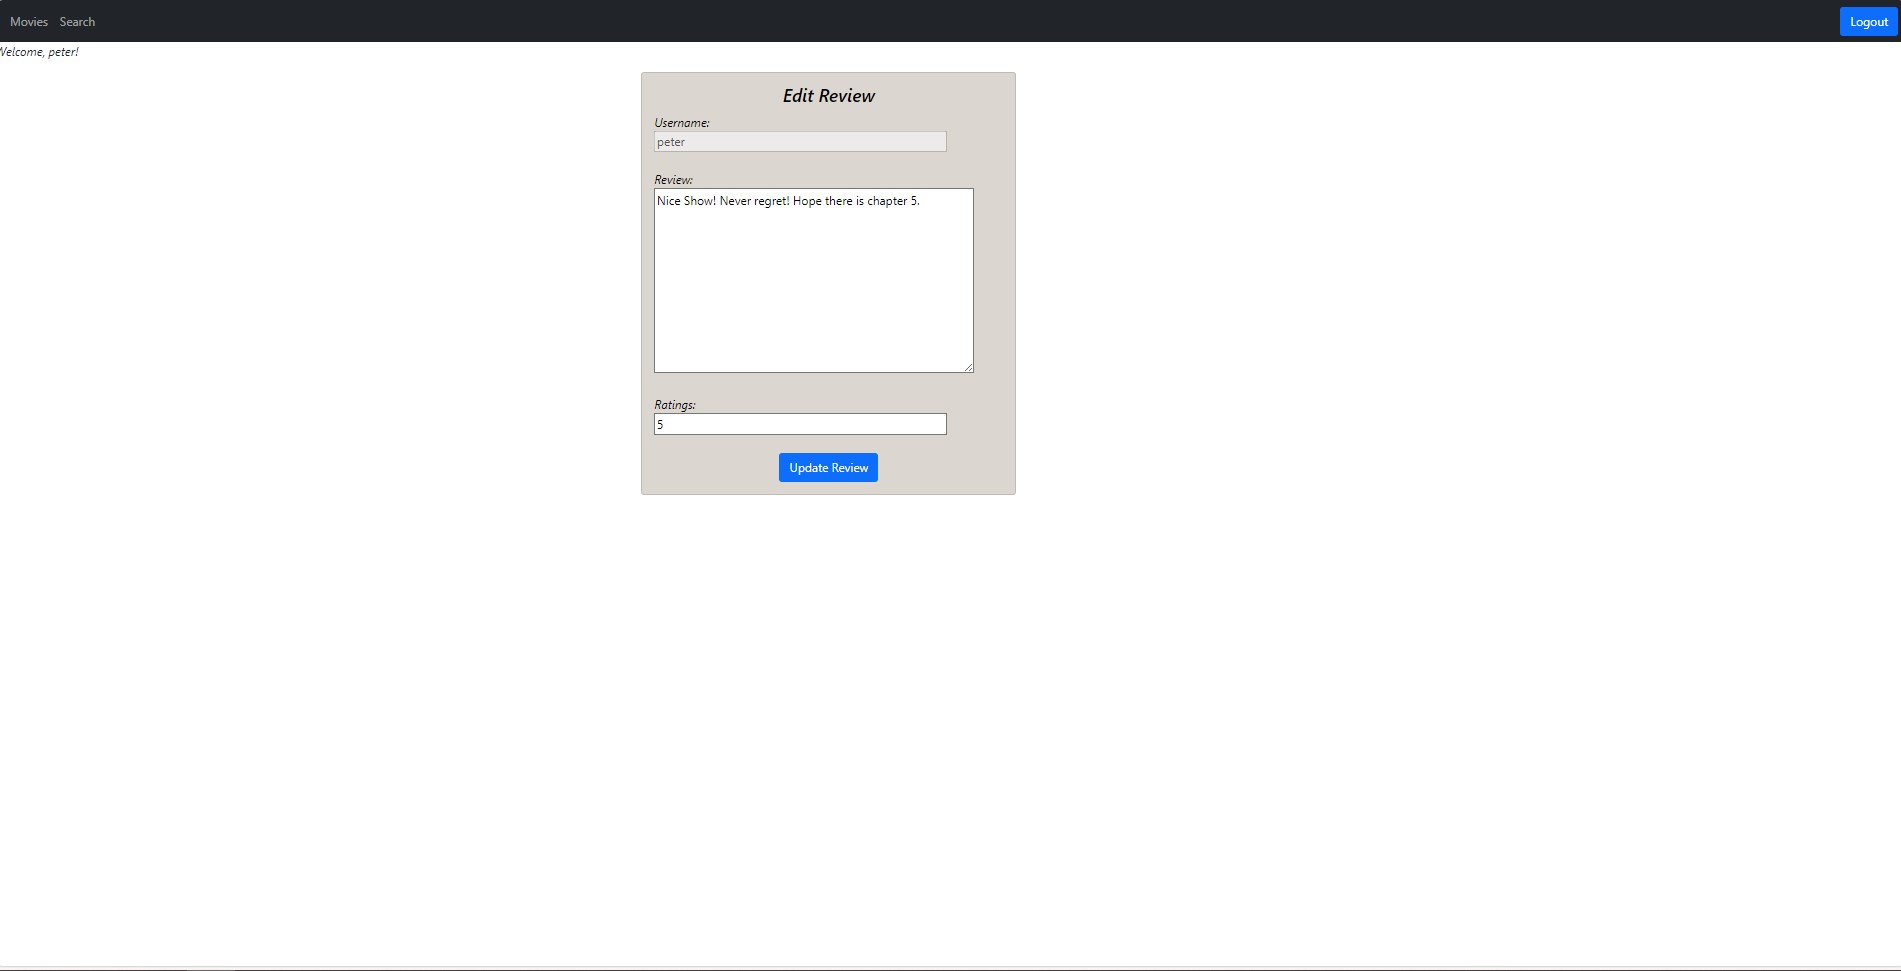 Movies Search Logout
Welcome, peter!
Edit Review
Username:
peter
Review:
Nice Show! Never regret! Hope there is chapter 5.
Ratings:
5
Update Review